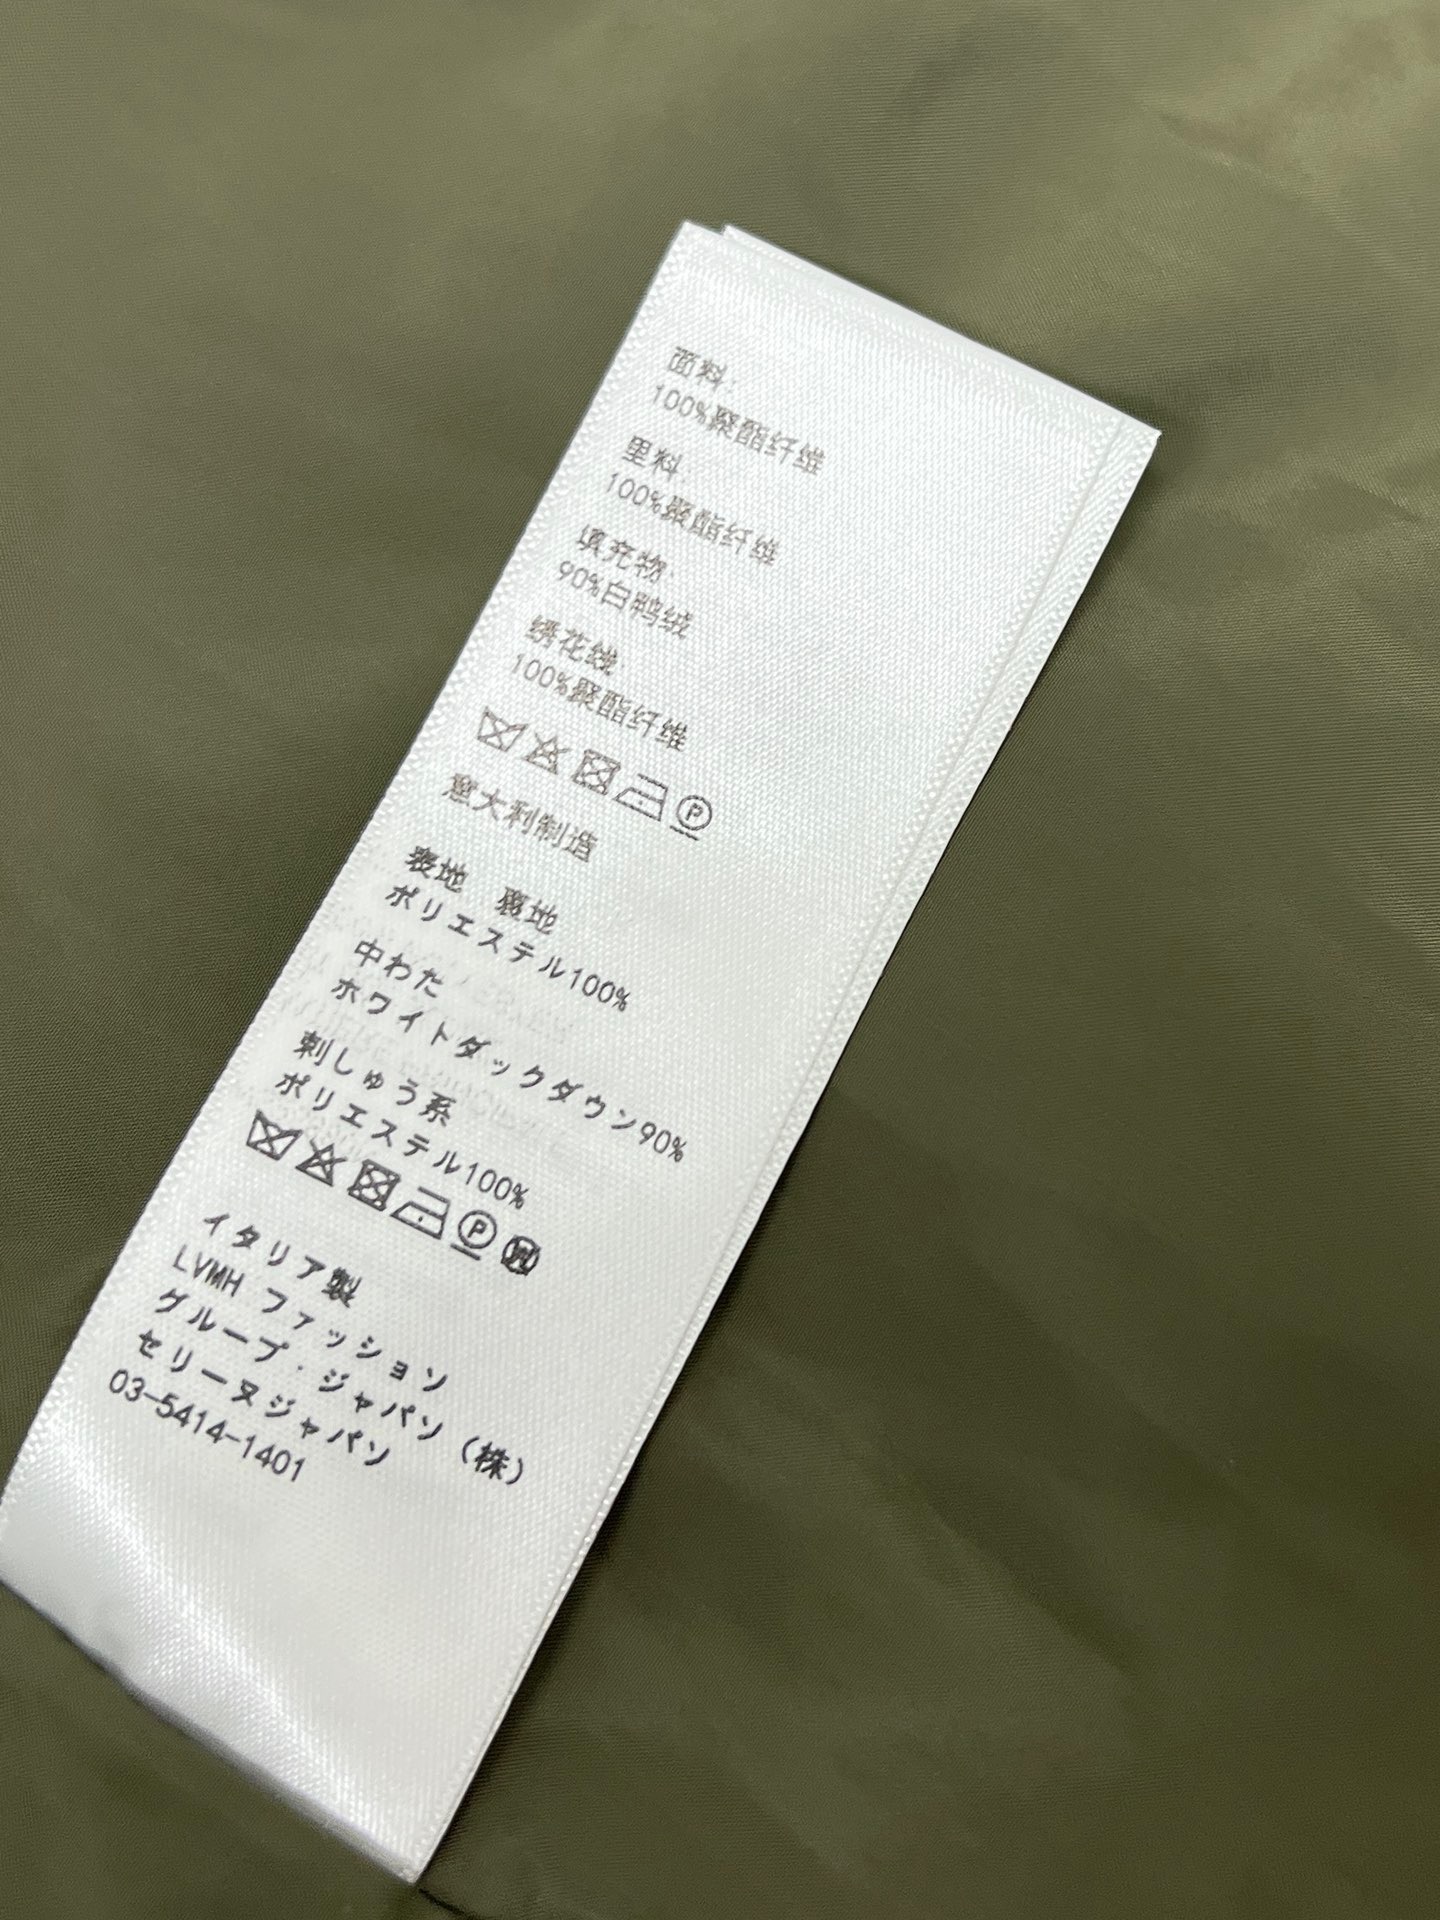 面料:
100%聚酯纤维
里料:
100%聚酯纤维
填充物:
90%白鸭绒
绣花线:
100%聚酯纤维
P
意大利制造
表地 裏地
ポリエステル100%
中わた
ホワイトダックダウン90%
刺しゅう系
ポリエステル100%
P W
イタリア製
LVMH ファッション
グループ・ジャパン(株)
セリーヌジャパン
03-5414-1401